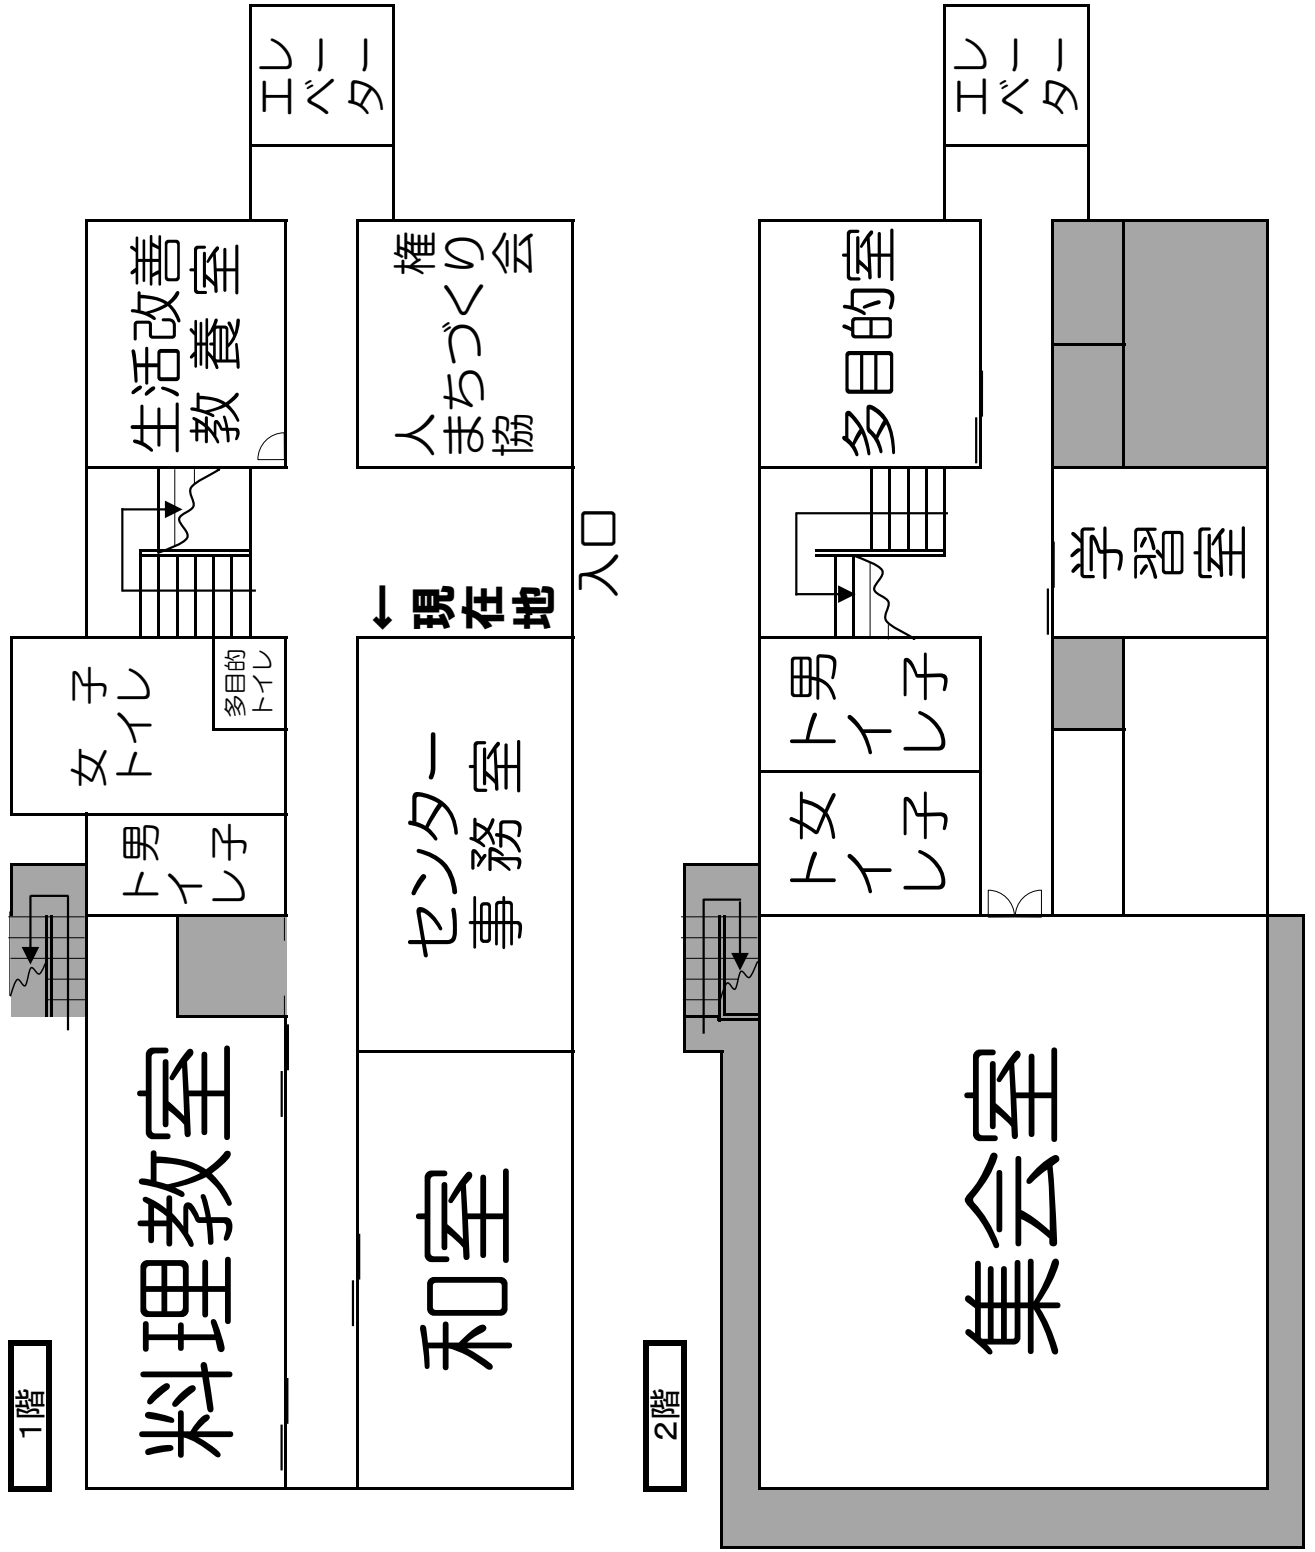 1階
料理教室
男子
トイレ
女 子
トイレ
多目的
トイレ
生活改善
教養室
エレ
ベー
ター
和室
センター
事務室
↑現在地
入口
人権
まちづくり
協会
2階
集会室
女子
トイレ
男子
トイレ
多目的室
エレ
ベー
ター
学習室